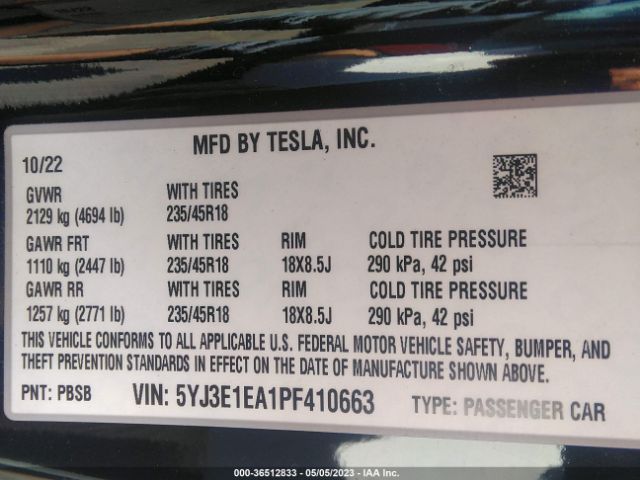 MFD BY TESLA, INC.
10/22
GVWR WITH TIRES
2129 kg (4694 lb) 235/45R18
GAWR FRT WITH TIRES RIM COLD TIRE PRESSURE
1110 kg (2447 lb) 235/45R18 18X8.5J 290 kPa, 42 psi
GAWR RR WITH TIRES RIM COLD TIRE PRESSURE
1257 kg (2771 lb) 235/45R18 18X8.5J 290 kPa, 42 psi
THIS VEHICLE CONFORMS TO ALL APPLICABLE U.S. FEDERAL MOTOR VEHICLE SAFETY, BUMPER, AND
THEFT PREVENTION STANDARDS IN EFFECT ON THE DATE OF MANUFACTURE SHOWN ABOVE.
PNT: PBSB VIN: 5YJ3E1EA1PF410663 TYPE: PASSENGER CAR
000-36512833 - 05/05/2023 - IAA Inc.